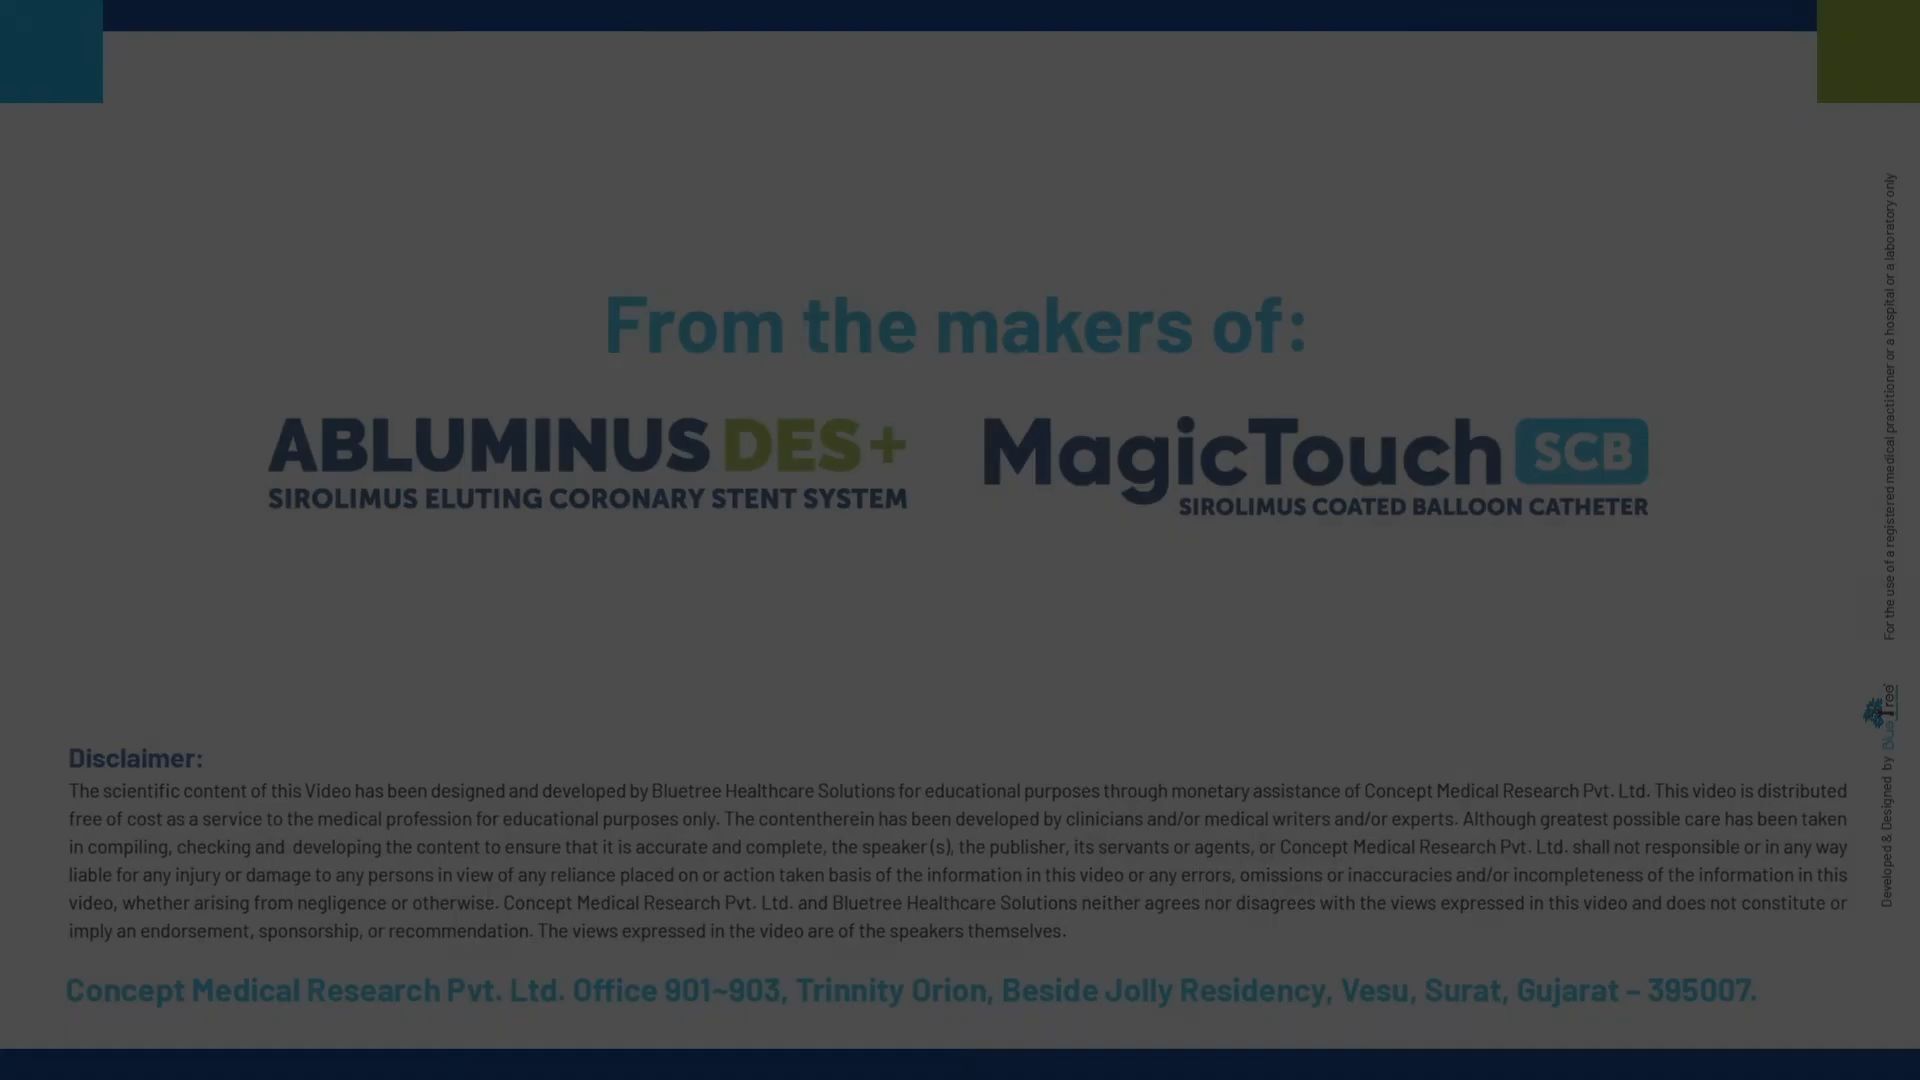 From the makers of:
ABLUMINUS DES+
SIROLIMUS ELUTING CORONARY STENT SYSTEM
MagicTouch SCB
SIROLIMUS COATED BALLOON CATHETER
Disclaimer:
The scientific content of this Video has been designed and developed by Bluetree Healthcare Solutions for educational purposes through monetary assistance of Concept Medical Research Pvt. Ltd. This video is distributed
free of cost as a service to the medical profession for educational purposes only. The contentherein has been developed by clinicians and/or medical writers and/or experts. Although greatest possible care has been taken
in compiling, checking and developing the content to ensure that it is accurate and complete, the speaker(s), the publisher, its servants or agents, or Concept Medical Research Pvt. Ltd. shall not responsible or in any way
liable for any injury or damage to any persons in view of any reliance placed on or action taken basis of the information in this video or any errors, omissions or inaccuracies and/or incompleteness of the information in this
video, whether arising from negligence or otherwise. Concept Medical Research Pvt. Ltd. and Bluetree Healthcare Solutions neither agrees nor disagrees with the views expressed in this video and does not constitute or
imply an endorsement, sponsorship, or recommendation. The views expressed in the video are of the speakers themselves.
Concept Medical Research Pvt. Ltd. Office 901~903, Trinnity Orion, Beside Jolly Residency, Vesu, Surat, Gujarat – 395007.
For the use of a registered medical practitioner or a hospital or a laboratory only
Developed & Designed by BlueTree